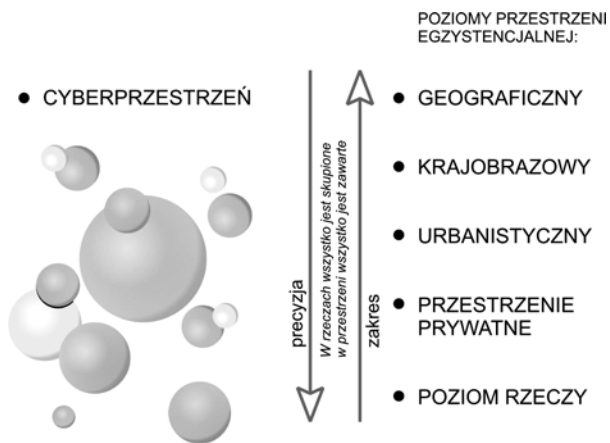 POZIOMY PRZESTRZENI
EGZYSTENCJALNEJ:
● CYBERPRZESTRZEŃ
precyzja
W rzeczach wszystko jest skupione
w przestrzeni wszystko jest zawarte
zakres
● GEOGRAFICZNY
● KRAJOBRAZOWY
● URBANISTYCZNY
● PRZESTRZENIE
PRYWATNE
● POZIOM RZECZY